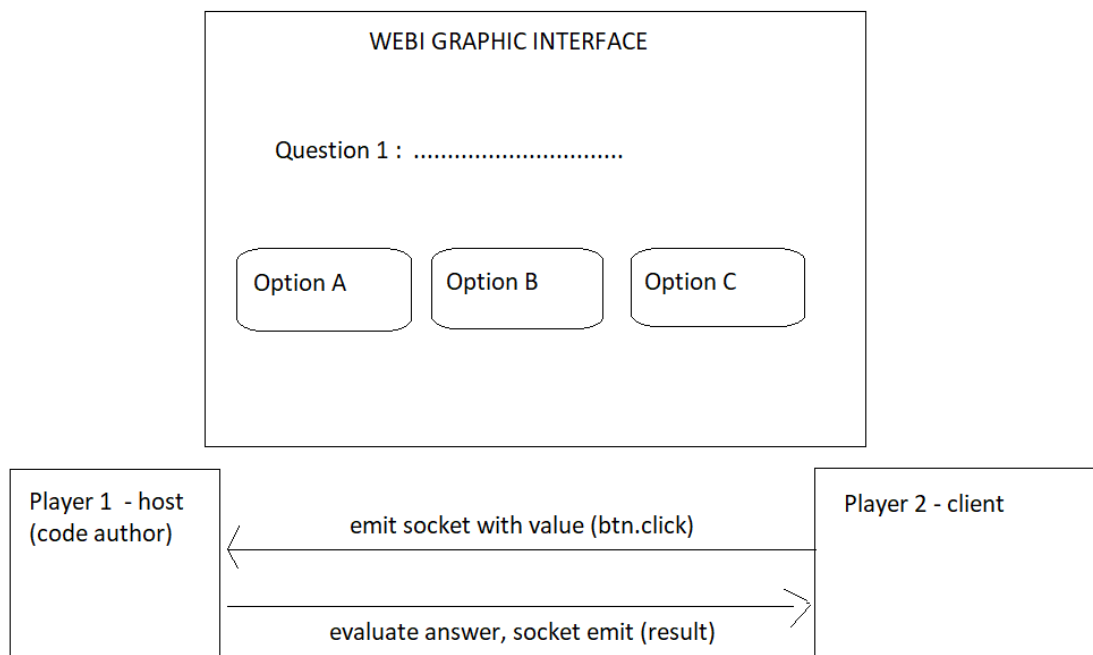 WEBI GRAPHIC INTERFACE
Question 1 : ...............................
Option A
Option B
Option C
Player 1  - host
(code author)
emit socket with value (btn.click)
Player 2 - client
evaluate answer, socket emit (result)